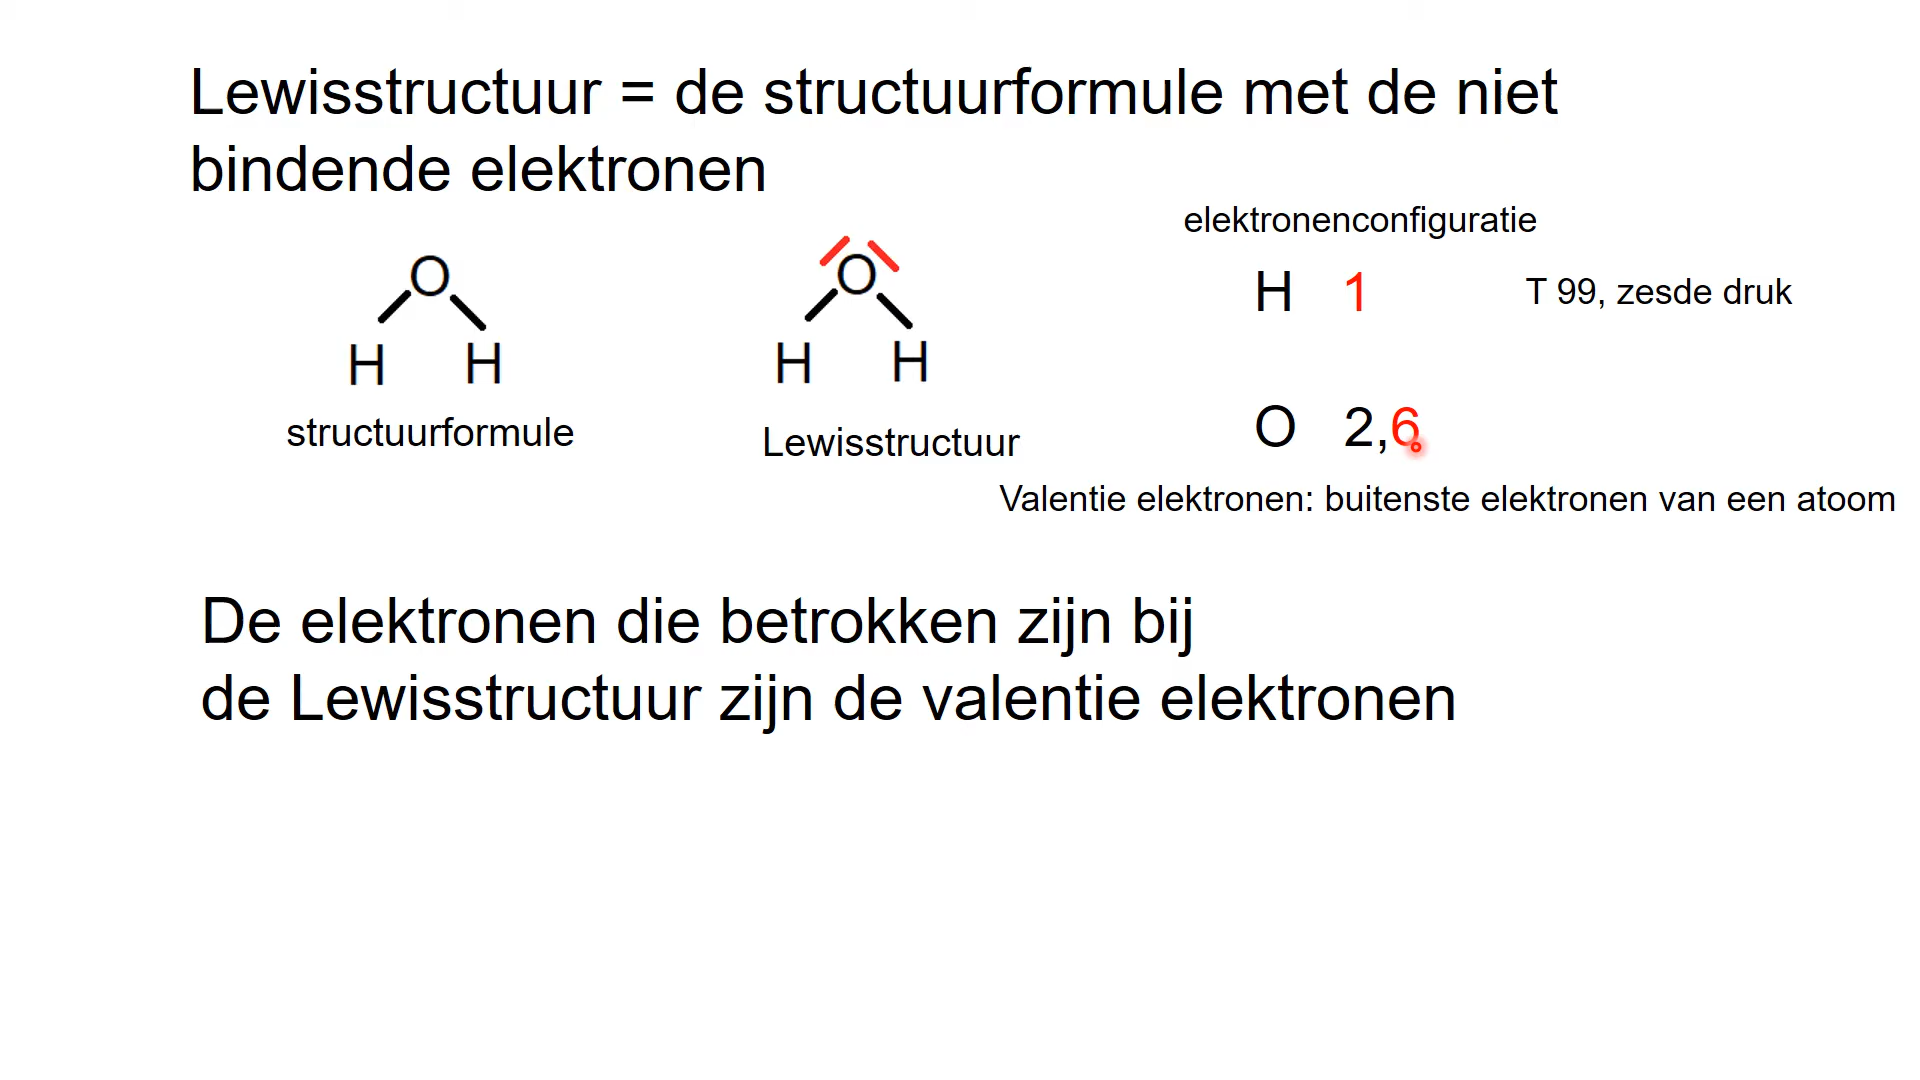 Lewisstructuur = de structuurformule met de niet
bindende elektronen
elektronenconfiguratie
O
H H
structuurformule
O
H H
Lewisstructuur
H 1
T 99, zesde druk
O 2,6
Valentie elektronen: buitenste elektronen van een atoom
De elektronen die betrokken zijn bij
de Lewisstructuur zijn de valentie elektronen